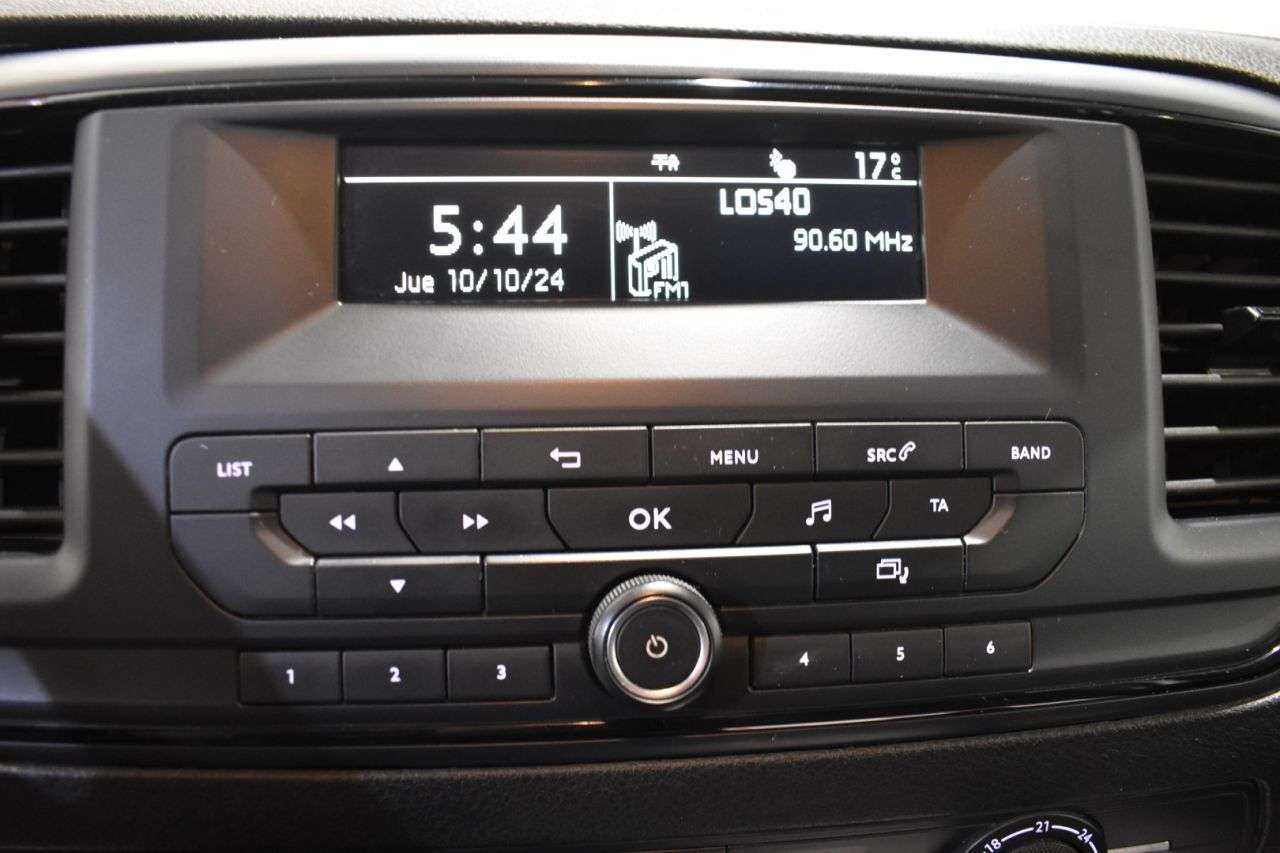 TA
17°C
5:44
Jue 10/10/24
LOS40
90.60 MHz
FM1
LIST
MENU
SRC
BAND
OK
TA
1
2
3
4
5
6
18
21
24